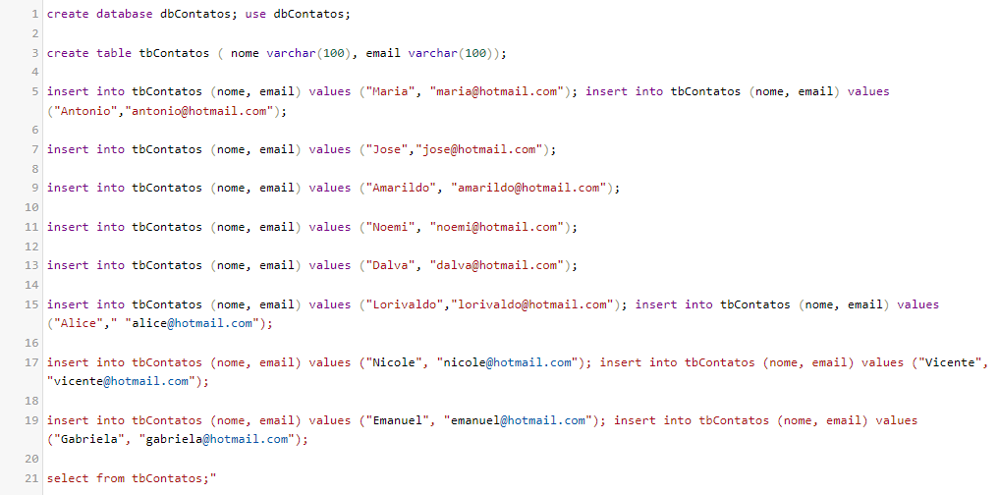 1 create database dbContatos; use dbContatos;
2
3 create table tbContatos ( nome varchar(100), email varchar(100));
4
5 insert into tbContatos (nome, email) values ("Maria", "maria@hotmail.com"); insert into tbContatos (nome, email) values
("Antonio","antonio@hotmail.com");
6
7 insert into tbContatos (nome, email) values ("Jose","jose@hotmail.com");
8
9 insert into tbContatos (nome, email) values ("Amarildo", "amarildo@hotmail.com");
10
11 insert into tbContatos (nome, email) values ("Noemi", "noemi@hotmail.com");
12
13 insert into tbContatos (nome, email) values ("Dalva", "dalva@hotmail.com");
14
15 insert into tbContatos (nome, email) values ("Lorivaldo","lorivaldo@hotmail.com"); insert into tbContatos (nome, email) values
("Alice"," "alice@hotmail.com");
16
17 insert into tbContatos (nome, email) values ("Nicole", "nicole@hotmail.com"); insert into tbContatos (nome, email) values ("Vicente",
"vicente@hotmail.com");
18
19 insert into tbContatos (nome, email) values ("Emanuel", "emanuel@hotmail.com"); insert into tbContatos (nome, email) values
("Gabriela", "gabriela@hotmail.com");
20
21 select from tbContatos;"